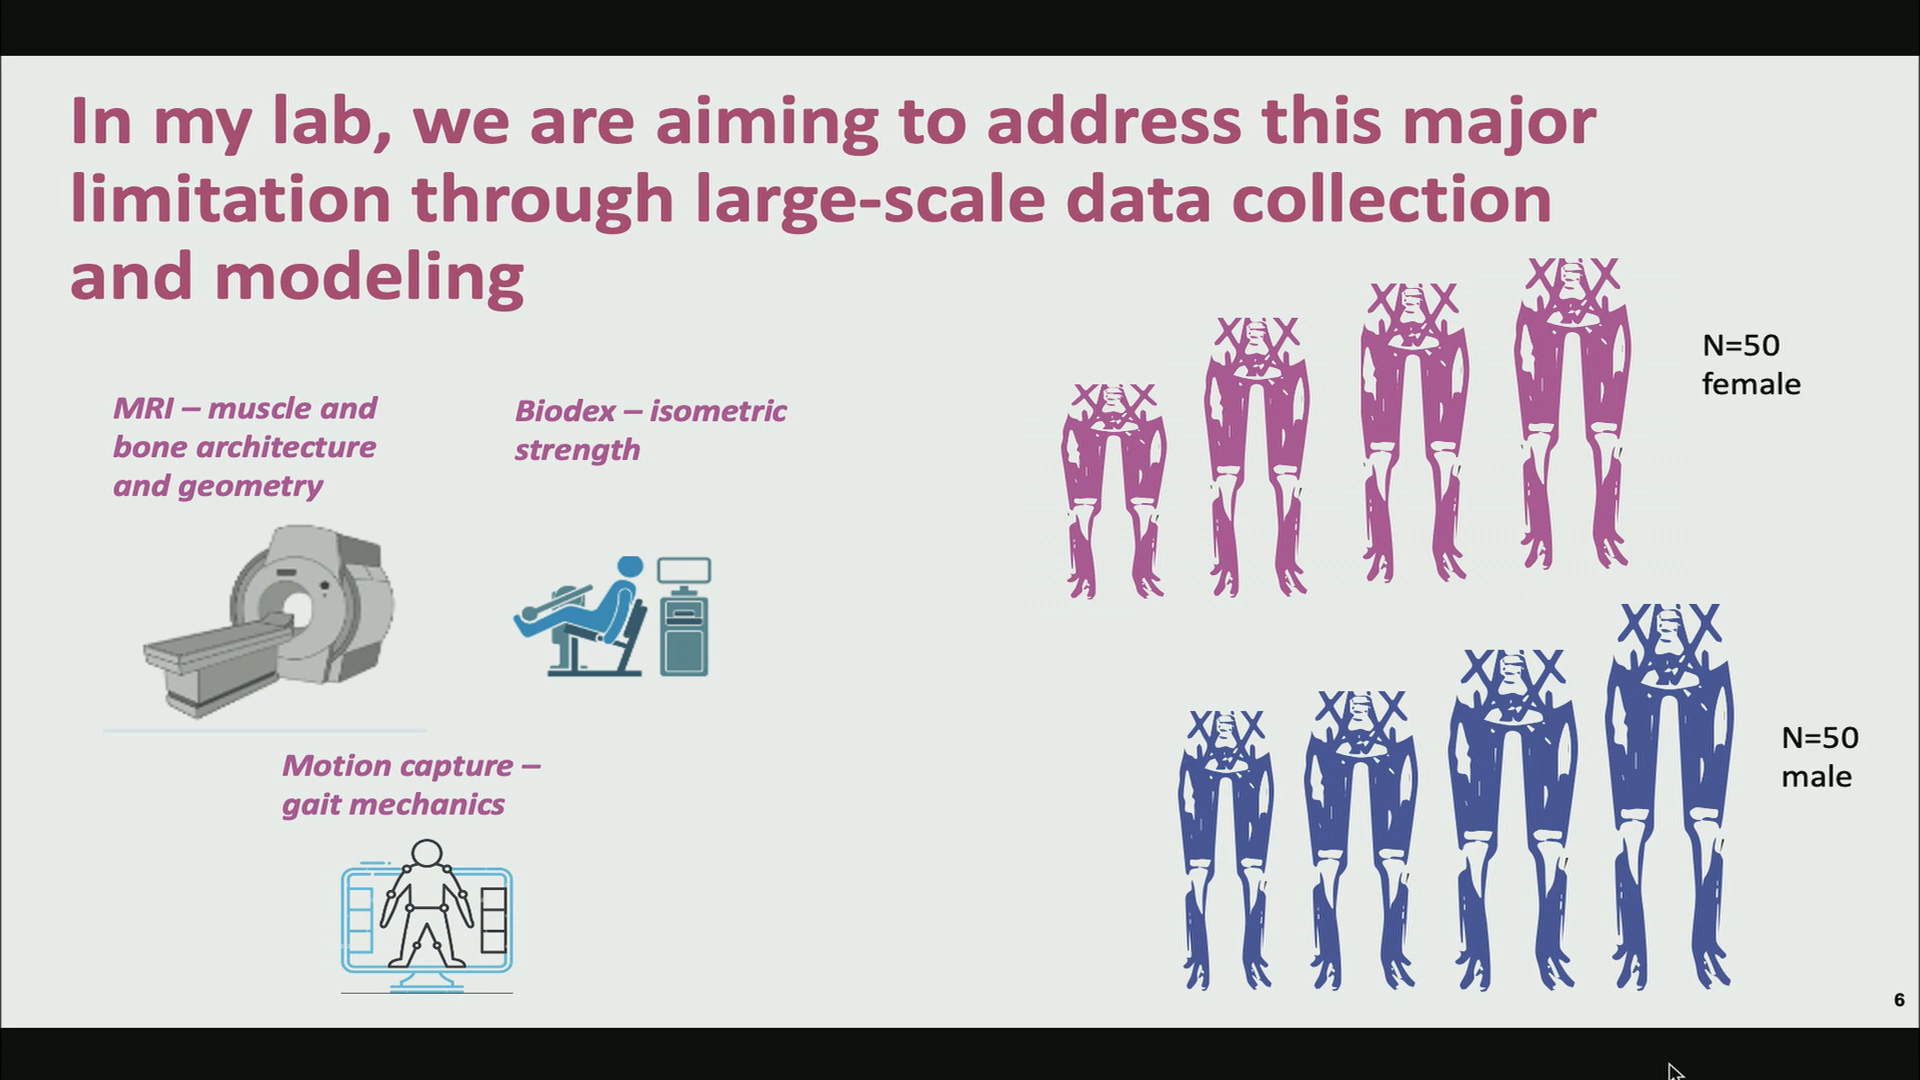 In my lab, we are aiming to address this major
limitation through large-scale data collection
and modeling
MRI – muscle and
bone architecture
and geometry
Biodex – isometric
strength
Motion capture –
gait mechanics
N=50
female
N=50
male
6